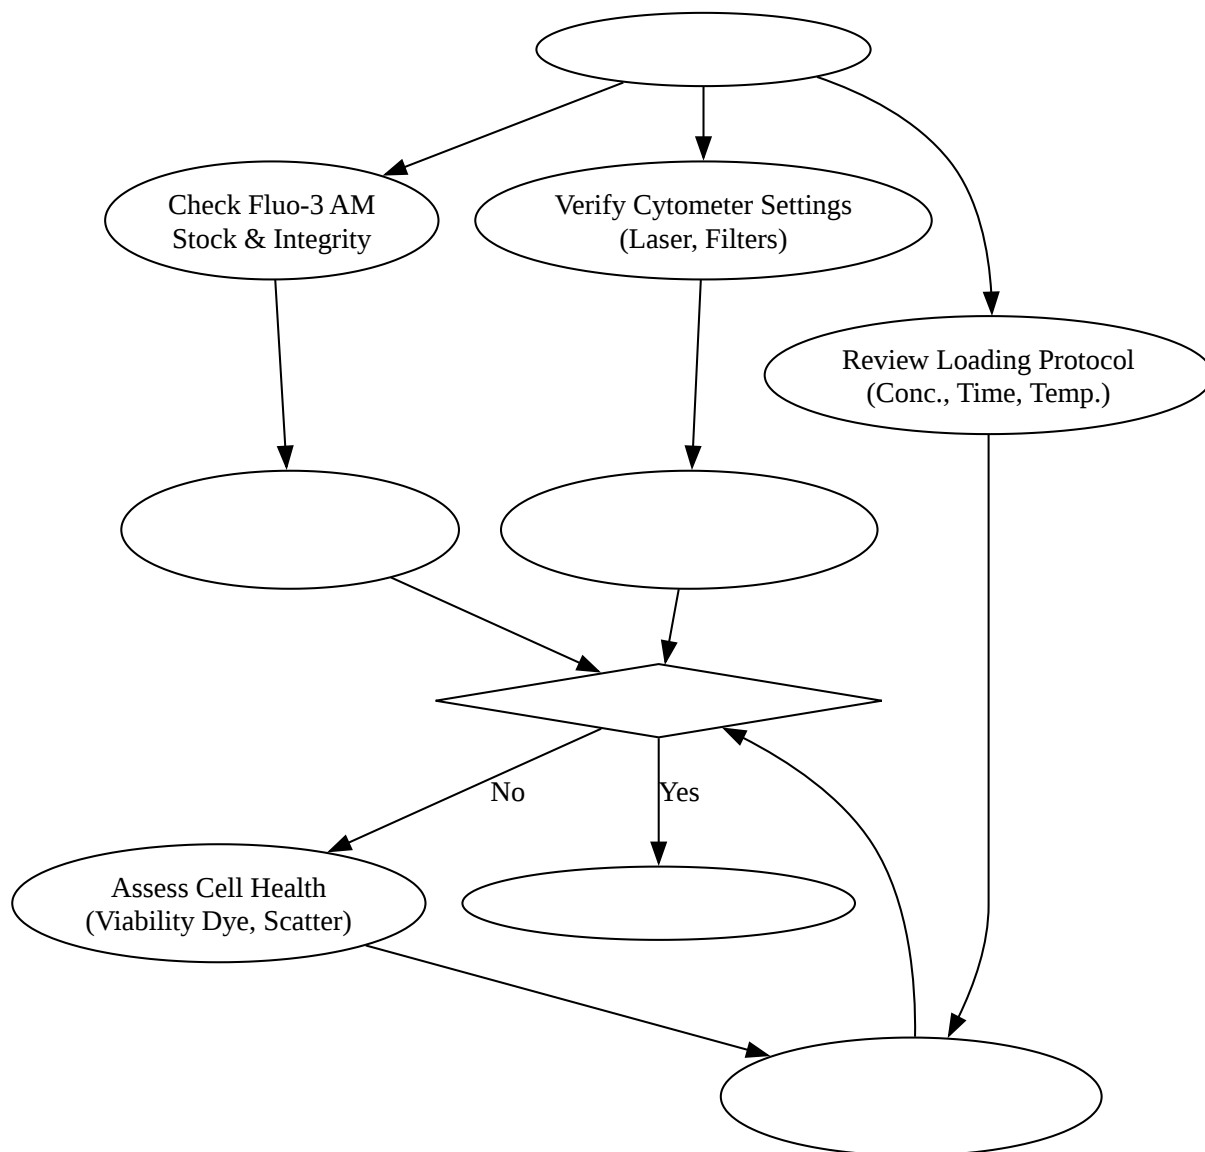 Check Fluo-3 AM
Stock & Integrity
Verify Cytometer Settings
(Laser, Filters)
Review Loading Protocol
(Conc., Time, Temp.)
No
Yes
Assess Cell Health
(Viability Dye, Scatter)